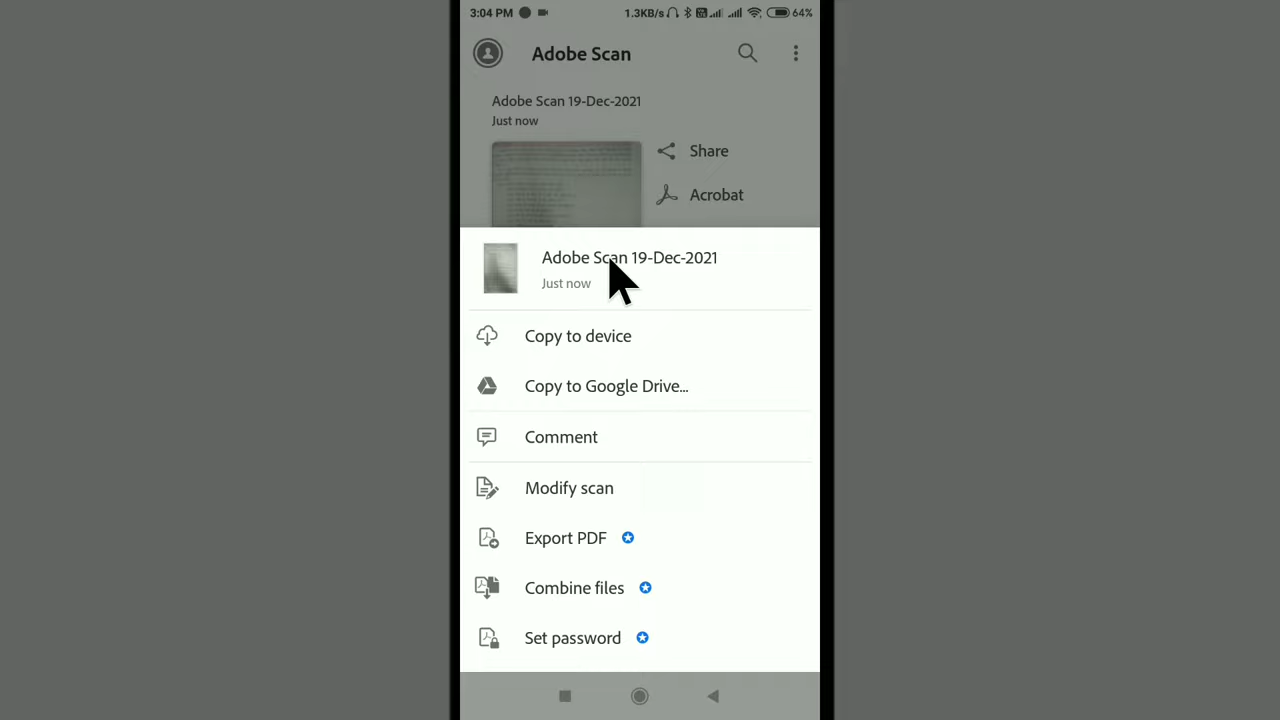 3:04 PM 1.3KB/s 64%
Adobe Scan
Adobe Scan 19-Dec-2021
Just now
Share
Acrobat
Adobe Scan 19-Dec-2021
Just now
Copy to device
Copy to Google Drive...
Comment
Modify scan
Export PDF
Combine files
Set password